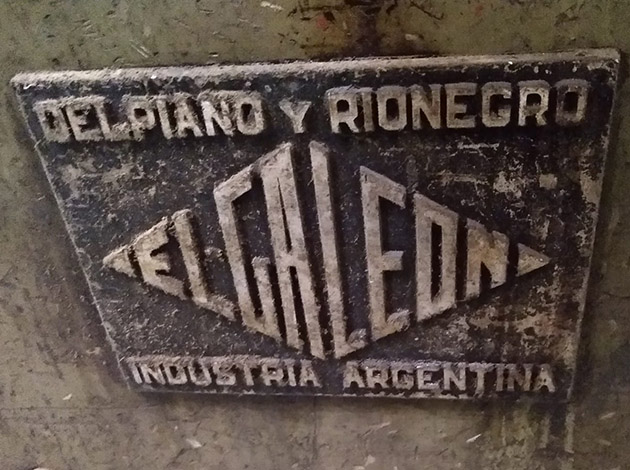 DELPIANO Y RIONEGRO
EL GALEON
INDUSTRIA ARGENTINA